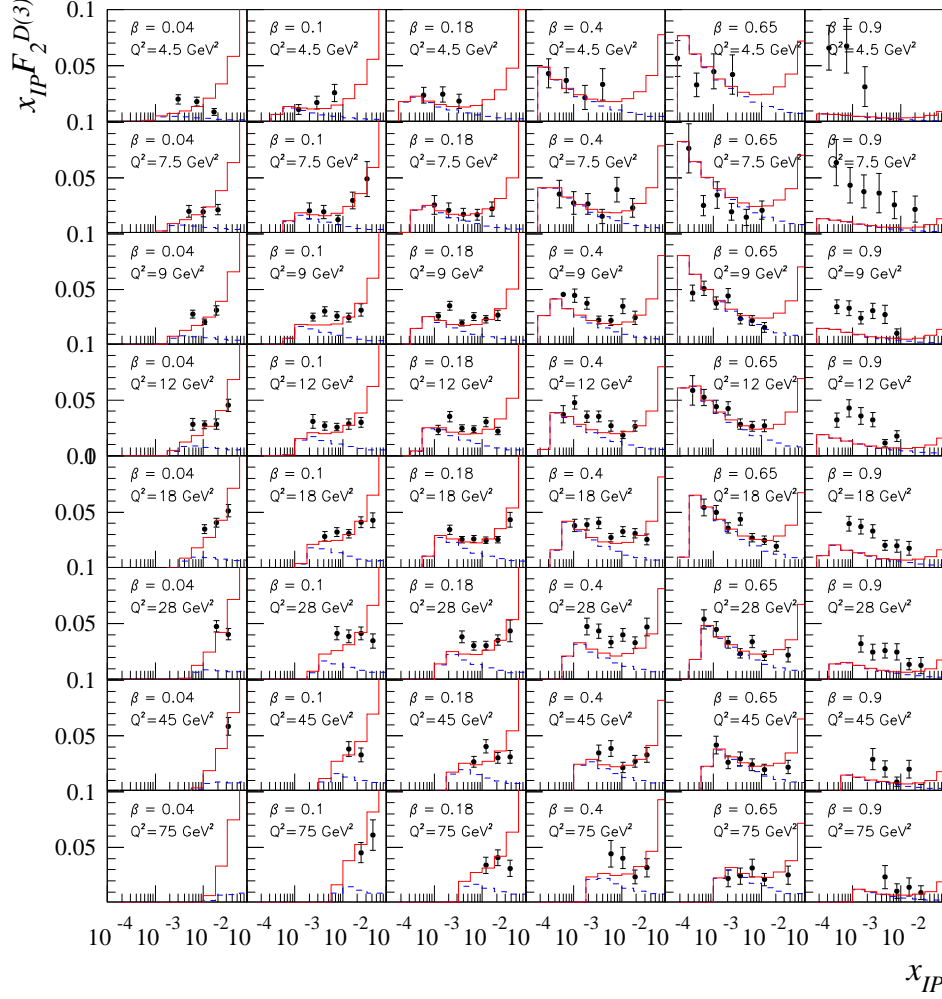 x_IP F_2^D(3)
0.1
β = 0.04 β = 0.1 β = 0.18 β = 0.4 β = 0.65 β = 0.9
Q²=4.5 GeV² Q²=4.5 GeV² Q²=4.5 GeV² Q²=4.5 GeV² Q²=4.5 GeV² Q²=4.5 GeV²
0.05
0.1
β = 0.04 β = 0.1 β = 0.18 β = 0.4 β = 0.65 β = 0.9
Q²=7.5 GeV² Q²=7.5 GeV² Q²=7.5 GeV² Q²=7.5 GeV² Q²=7.5 GeV² Q²=7.5 GeV²
0.05
0.1
β = 0.04 β = 0.1 β = 0.18 β = 0.4 β = 0.65 β = 0.9
Q²=9 GeV² Q²=9 GeV² Q²=9 GeV² Q²=9 GeV² Q²=9 GeV² Q²=9 GeV²
0.05
0.1
β = 0.04 β = 0.1 β = 0.18 β = 0.4 β = 0.65 β = 0.9
Q²=12 GeV² Q²=12 GeV² Q²=12 GeV² Q²=12 GeV² Q²=12 GeV² Q²=12 GeV²
0.05
β = 0.04 β = 0.1 β = 0.18 β = 0.4 β = 0.65 β = 0.9
Q²=18 GeV² Q²=18 GeV² Q²=18 GeV² Q²=18 GeV² Q²=18 GeV² Q²=18 GeV²
0.05
0.1
β = 0.04 β = 0.1 β = 0.18 β = 0.4 β = 0.65 β = 0.9
Q²=28 GeV² Q²=28 GeV² Q²=28 GeV² Q²=28 GeV² Q²=28 GeV² Q²=28 GeV²
0.05
0.1
β = 0.04 β = 0.1 β = 0.18 β = 0.4 β = 0.65 β = 0.9
Q²=45 GeV² Q²=45 GeV² Q²=45 GeV² Q²=45 GeV² Q²=45 GeV² Q²=45 GeV²
0.05
0.1
β = 0.04 β = 0.1 β = 0.18 β = 0.4 β = 0.65 β = 0.9
Q²=75 GeV² Q²=75 GeV² Q²=75 GeV² Q²=75 GeV² Q²=75 GeV² Q²=75 GeV²
0.05
10^-4 10^-3 10^-2 10^-4 10^-3 10^-2 10^-4 10^-3 10^-2 10^-4 10^-3 10^-2 10^-4 10^-3 10^-2 10^-4 10^-3 10^-2 10
x_IP